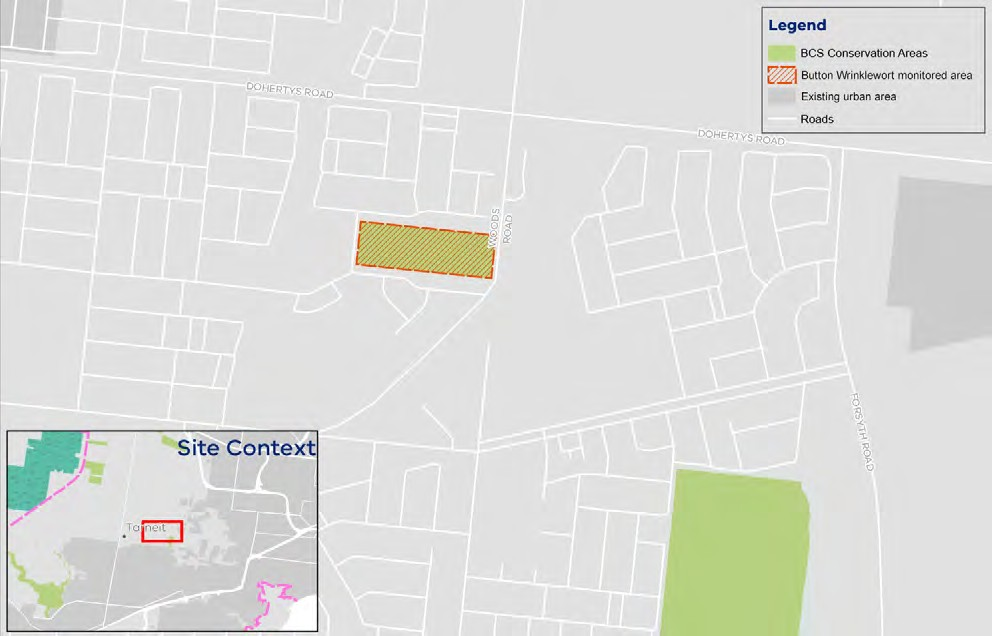 Legend
BCS Conservation Areas
Button Wrinklewort monitored area
Existing urban area
Roads
DOHERTYS ROAD
DOHERTYS ROAD
WOODS
ROAD
FORSYTH ROAD
Site Context
Tarneit